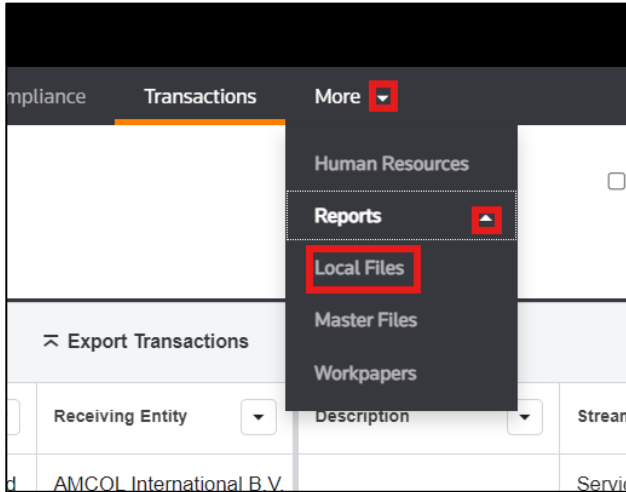 mpliance Transactions More
Human Resources
Reports
Local Files
Master Files
Workpapers
Export Transactions
Receiving Entity Description Stream
d AMCOL International B.V. Servic